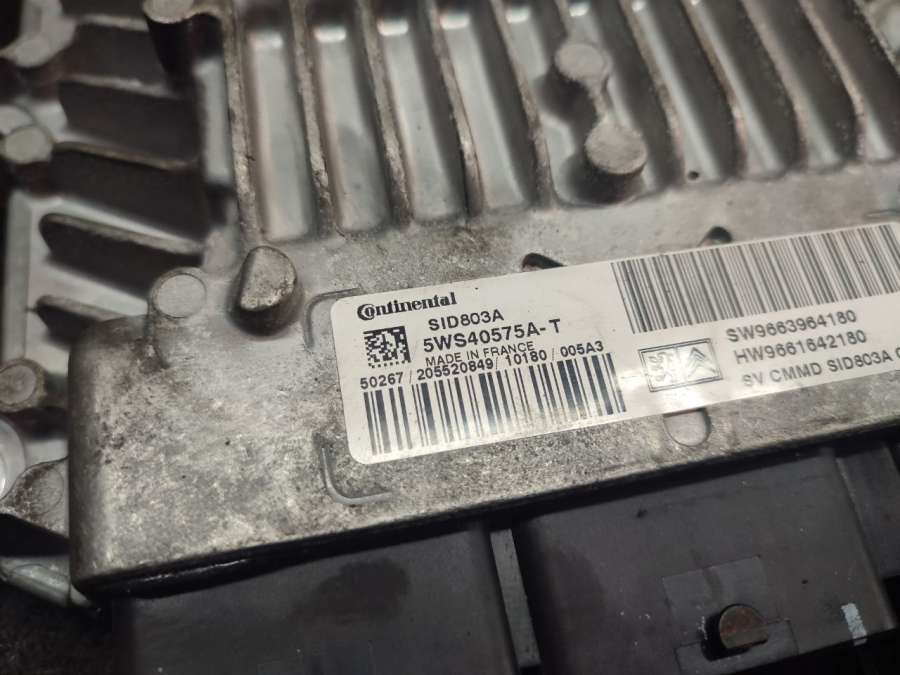 Continental
SID803A
5WS40575A-T
MADE IN FRANCE
50267/205520849/10180/005A3
SW9663964180
HW9661642180
SV CMMD SID803A